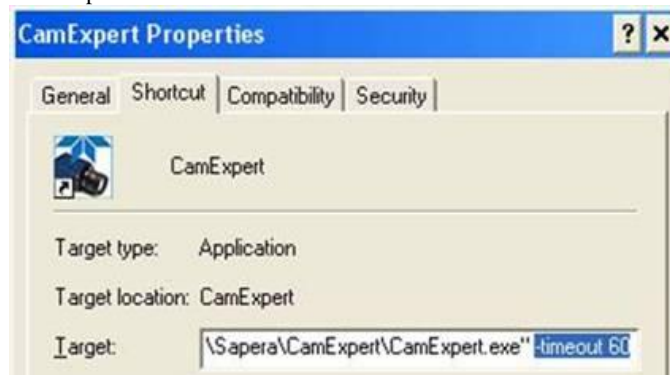 CamExpert Properties
General Shortcut Compatibility Security
CamExpert
Target type: Application
Target location: CamExpert
Target: \Sapera\CamExpert\CamExpert.exe" -timeout 60